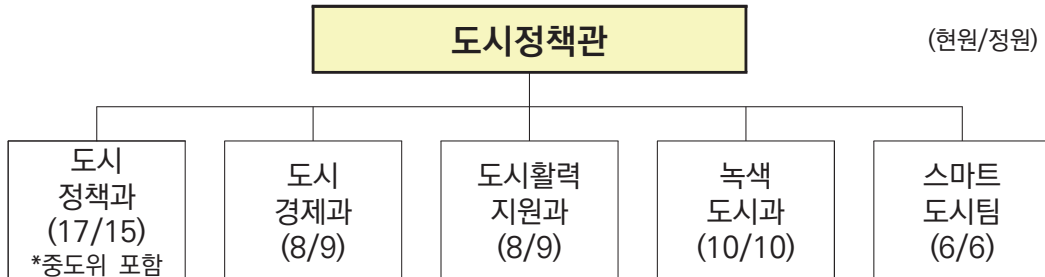 도시정책관
(현원/정원)
도시
정책과
(17/15)
*중도위 포함
도시
경제과
(8/9)
도시활력
지원과
(8/9)
녹색
도시과
(10/10)
스마트
도시팀
(6/6)